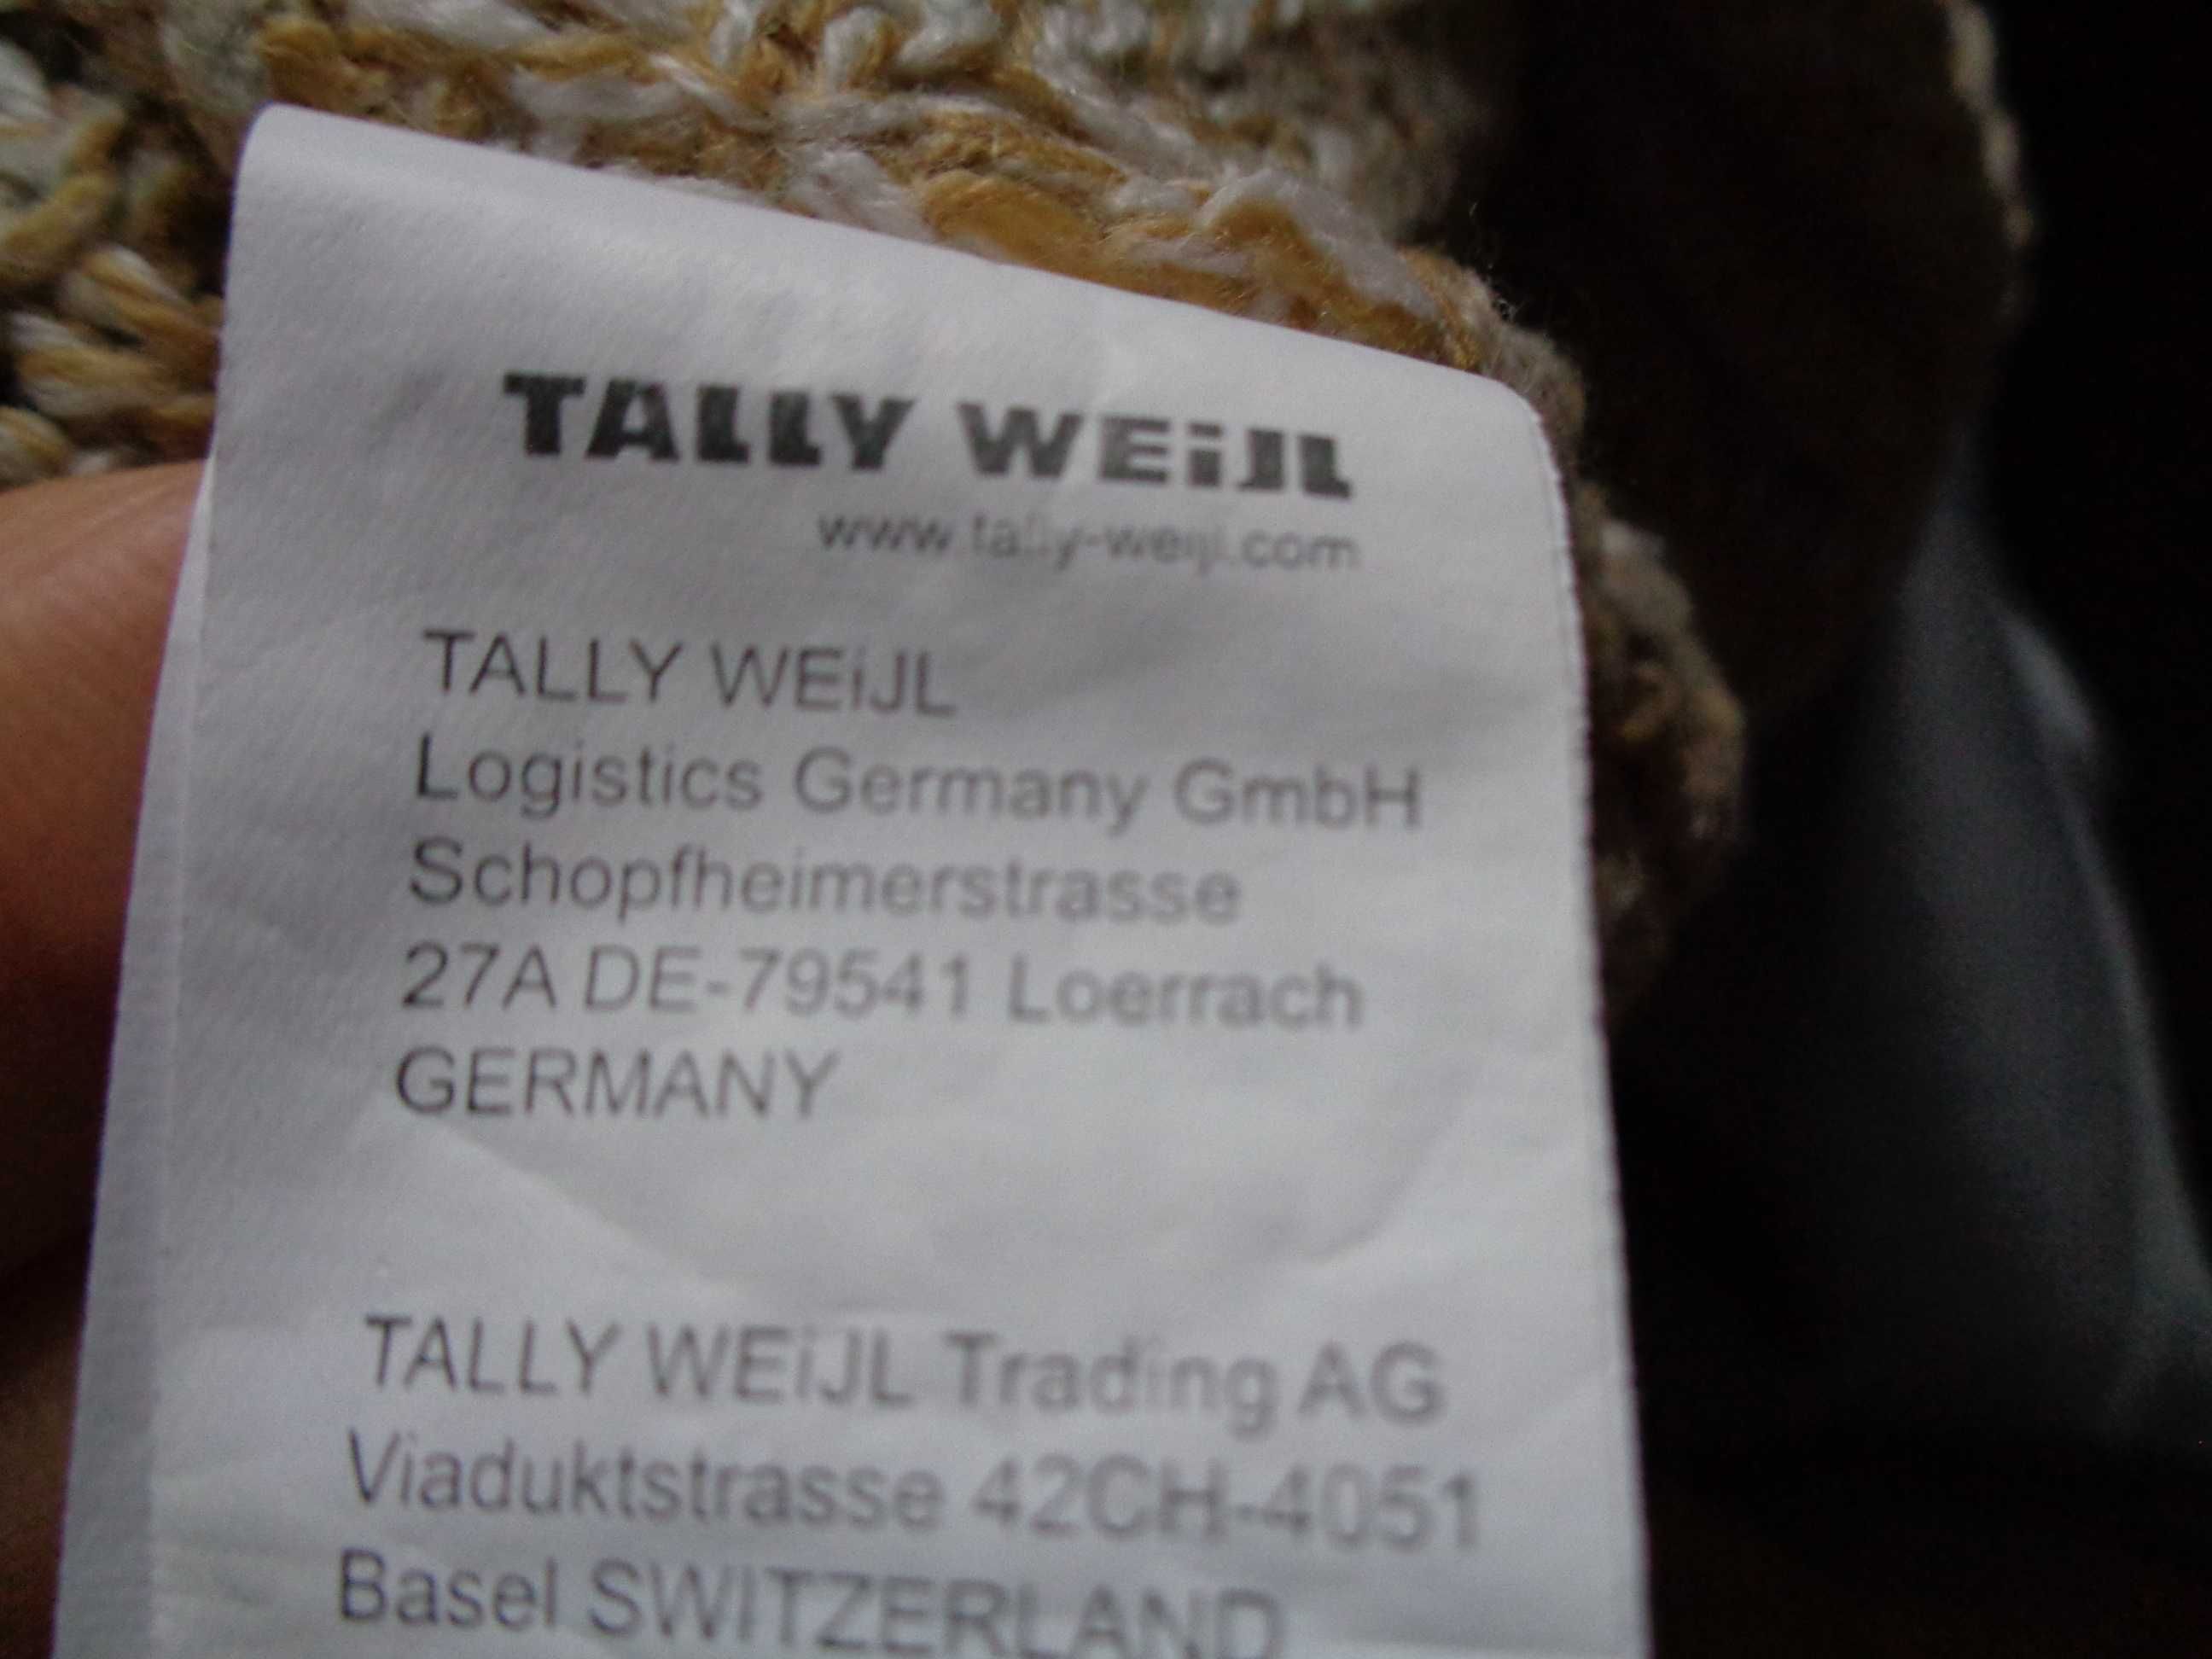 TALLY WEiJL
www.tally-weijl.com
TALLY WEiJL
Logistics Germany GmbH
Schopfheimerstrasse
27A DE-79541 Loerrach
GERMANY
TALLY WEiJL Trading AG
Viaduktstrasse 42CH-4051
Basel SWITZERLAND